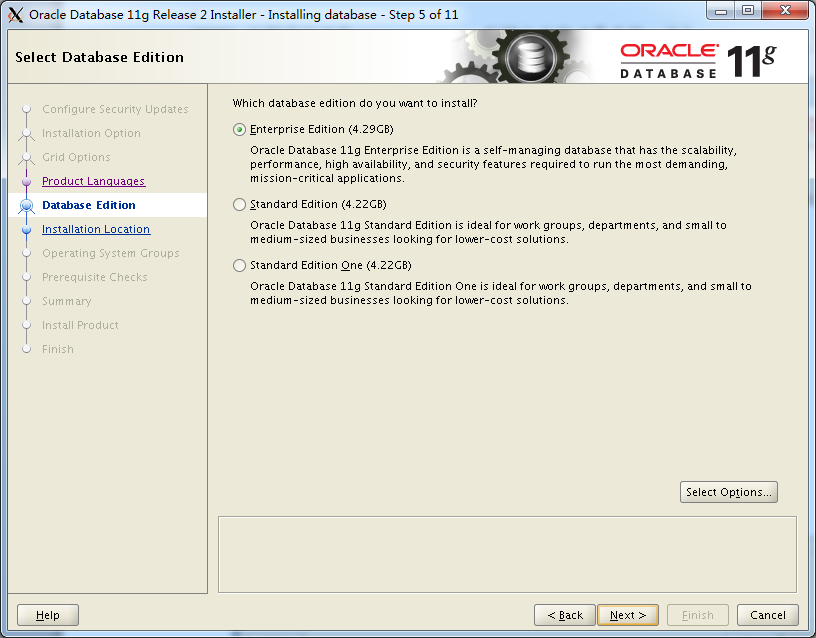 Oracle Database 11g Release 2 Installer - Installing database - Step 5 of 11
Select Database Edition
ORACLE
DATABASE 11g
Configure Security Updates
Installation Option
Grid Options
Product Languages
Database Edition
Installation Location
Operating System Groups
Prerequisite Checks
Summary
Install Product
Finish
Which database edition do you want to install?
Enterprise Edition (4.29GB)
Oracle Database 11g Enterprise Edition is a self-managing database that has the scalability,
performance, high availability, and security features required to run the most demanding,
mission-critical applications.
Standard Edition (4.22GB)
Oracle Database 11g Standard Edition is ideal for work groups, departments, and small to
medium-sized businesses looking for lower-cost solutions.
Standard Edition One (4.22GB)
Oracle Database 11g Standard Edition One is ideal for work groups, departments, and small to
medium-sized businesses looking for lower-cost solutions.
Select Options...
Help
< Back
Next >
Finish
Cancel